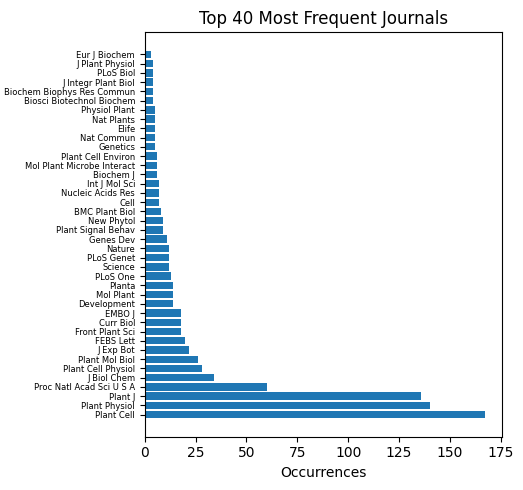 Top 40 Most Frequent Journals
Eur J Biochem
J Plant Physiol
PLoS Biol
J Integr Plant Biol
Biochem Biophys Res Commun
Biosci Biotechnol Biochem
Physiol Plant
Nat Plants
Elife
Nat Commun
Genetics
Plant Cell Environ
Mol Plant Microbe Interact
Biochem J
Int J Mol Sci
Nucleic Acids Res
Cell
BMC Plant Biol
New Phytol
Plant Signal Behav
Genes Dev
Nature
PLoS Genet
Science
PLoS One
Planta
Mol Plant
Development
EMBO J
Curr Biol
Front Plant Sci
FEBS Lett
J Exp Bot
Plant Mol Biol
Plant Cell Physiol
J Biol Chem
Proc Natl Acad Sci U S A
Plant J
Plant Physiol
Plant Cell
0 25 50 75 100 125 150 175
Occurrences